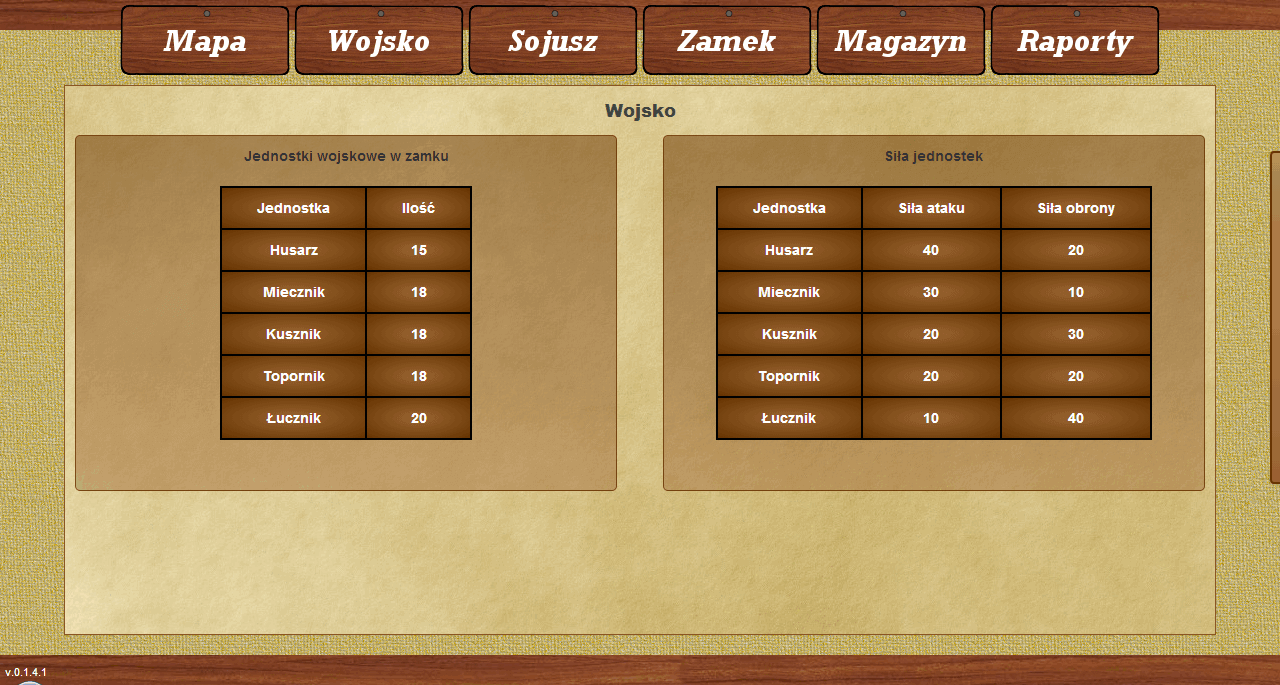 Mapa Wojsko Sojusz Zamek Magazyn Raporty
Wojsko
Jednostki wojskowe w zamku
Jednostka Ilość
Husarz 15
Miecznik 18
Kusznik 18
Topornik 18
Łucznik 20
Siła jednostek
Jednostka Siła ataku Siła obrony
Husarz 40 20
Miecznik 30 10
Kusznik 20 30
Topornik 20 20
Łucznik 10 40
v.0.1.4.1